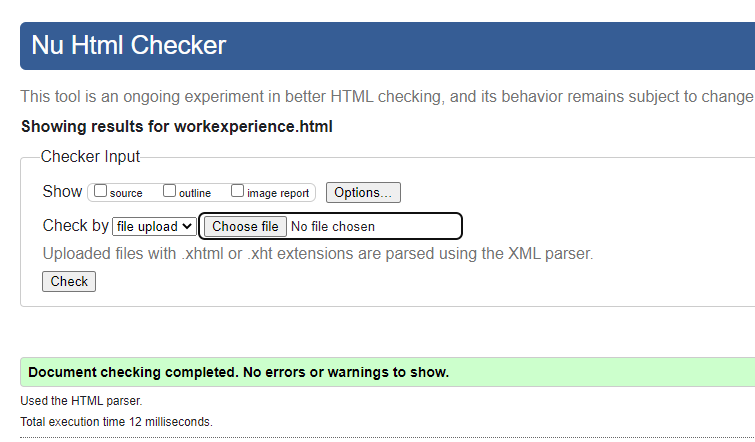 Nu Html Checker
This tool is an ongoing experiment in better HTML checking, and its behavior remains subject to change
Showing results for workexperience.html
Checker Input
Show source outline image report Options...
Check by file upload Choose file No file chosen
Uploaded files with .xhtml or .xht extensions are parsed using the XML parser.
Check
Document checking completed. No errors or warnings to show.
Used the HTML parser.
Total execution time 12 milliseconds.